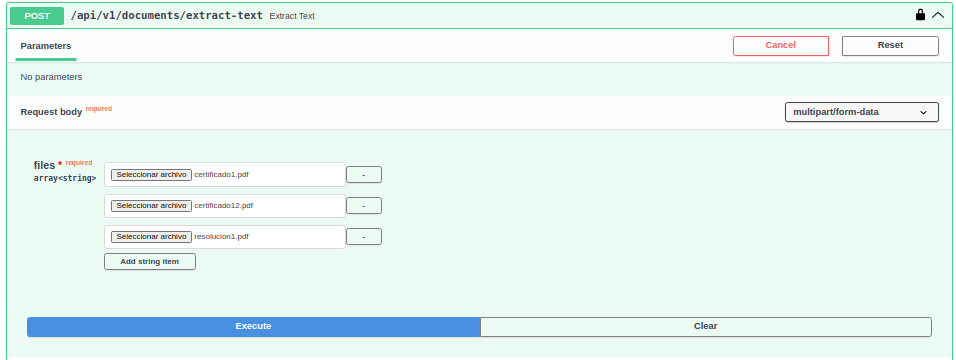 POST /api/v1/documents/extract-text Extract Text
Parameters
Cancel
Reset
No parameters
Request body required
multipart/form-data
files * required
array<string>
Seleccionar archivo certificado1.pdf
-
Seleccionar archivo certificado12.pdf
-
Seleccionar archivo resolucion1.pdf
-
Add string item
Execute
Clear